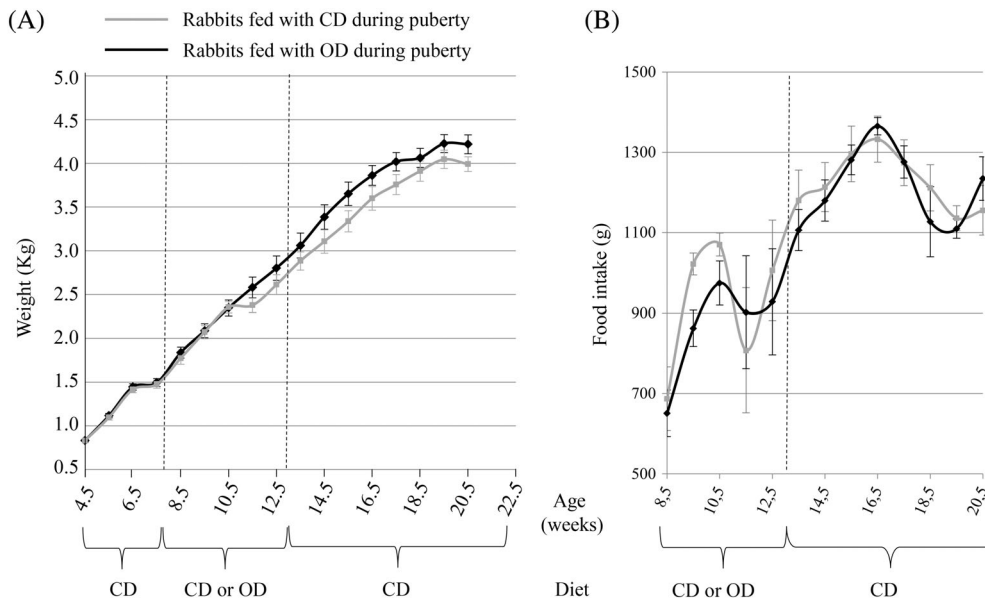 (A)
Rabbits fed with CD during puberty
Rabbits fed with OD during puberty
(B)
Weight (Kg)
5.0
4.5
4.0
3.5
3.0
2.5
2.0
1.5
1.0
0.5
4.5
6.5
8.5
10.5
12.5
14.5
16.5
18.5
20.5
22.5
Age
(weeks)
CD
CD or OD
CD
Diet
Food intake (g)
1500
1300
1100
900
700
500
8.5
10.5
12,5
14.5
16,5
18,5
20.5
CD or OD
CD